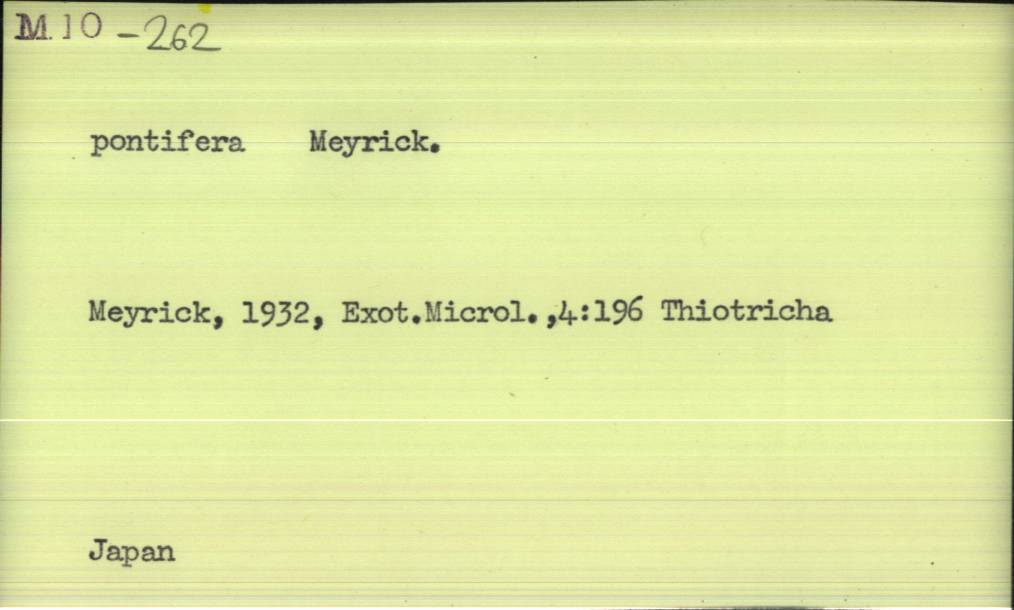 M.10 -262
pontifera Meyrick.
Meyrick, 1932, Exot.Microl.,4:196 Thiotricha
Japan